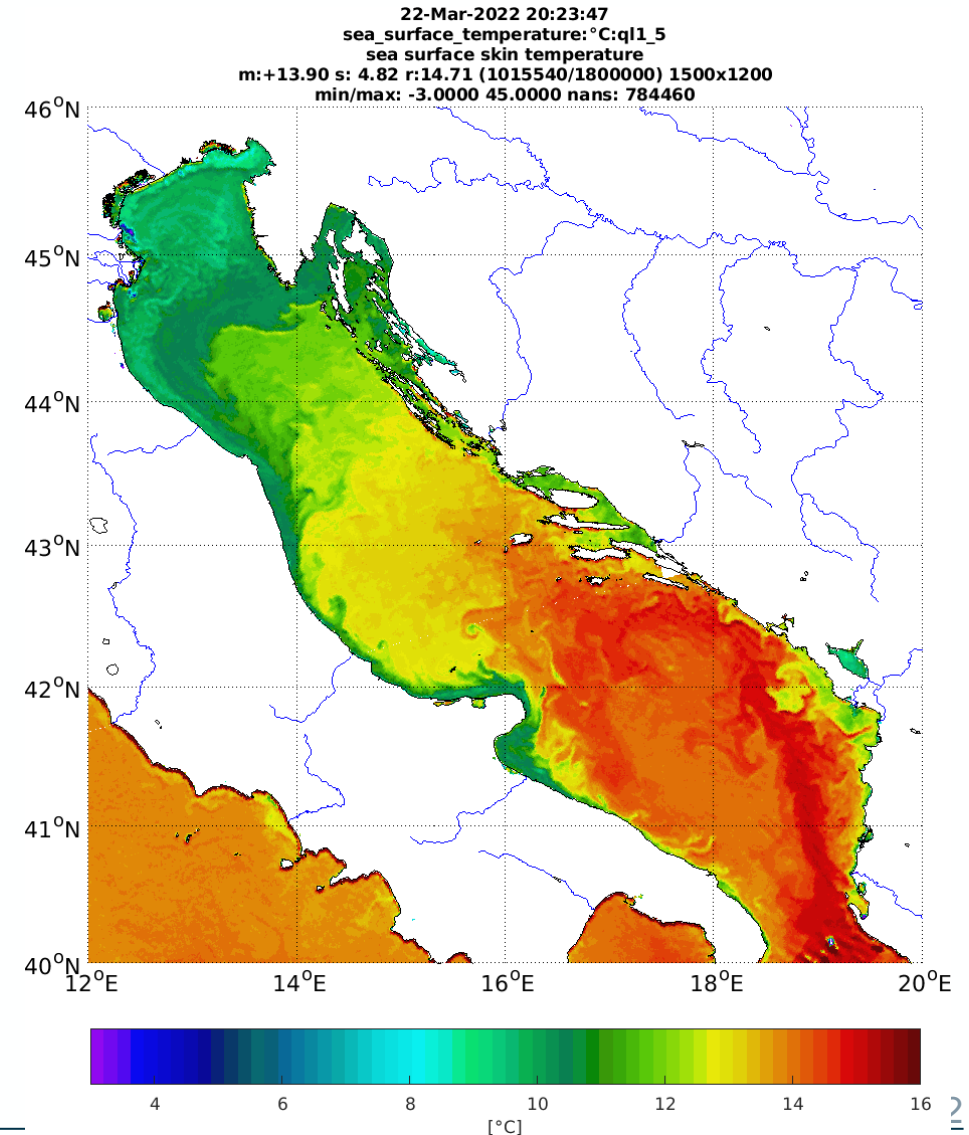 22-Mar-2022 20:23:47
sea_surface_temperature:°C:ql1_5
sea surface skin temperature
m:+13.90 s: 4.82 r:14.71 (1015540/1800000) 1500x1200
min/max: -3.0000 45.0000 nans: 784460
46°N
45°N
44°N
43°N
42°N
41°N
40°N
12°E 14°E 16°E 18°E 20°E
4 6 8 10 12 14 16
[°C]
2